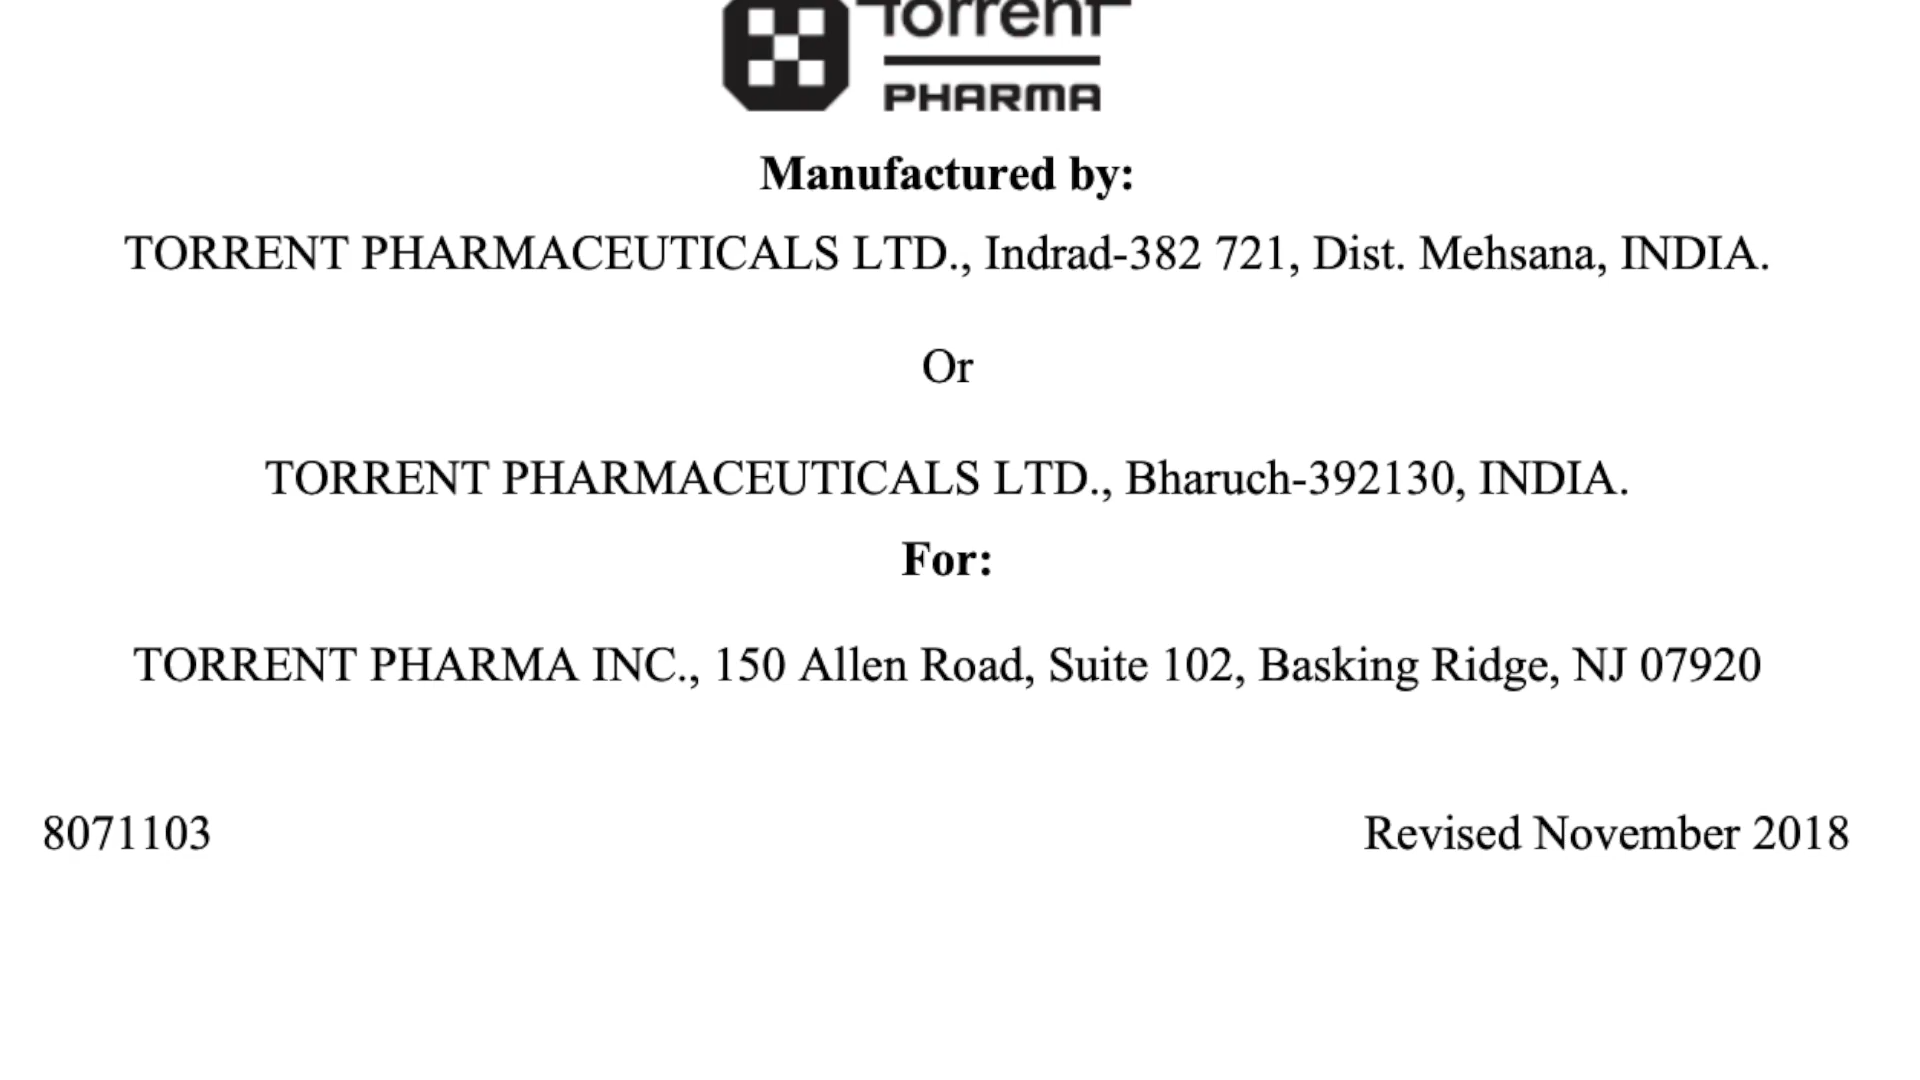 torrent
PHARMA
Manufactured by:
TORRENT PHARMACEUTICALS LTD., Indrad-382 721, Dist. Mehsana, INDIA.
Or
TORRENT PHARMACEUTICALS LTD., Bharuch-392130, INDIA.
For:
TORRENT PHARMA INC., 150 Allen Road, Suite 102, Basking Ridge, NJ 07920
8071103 Revised November 2018